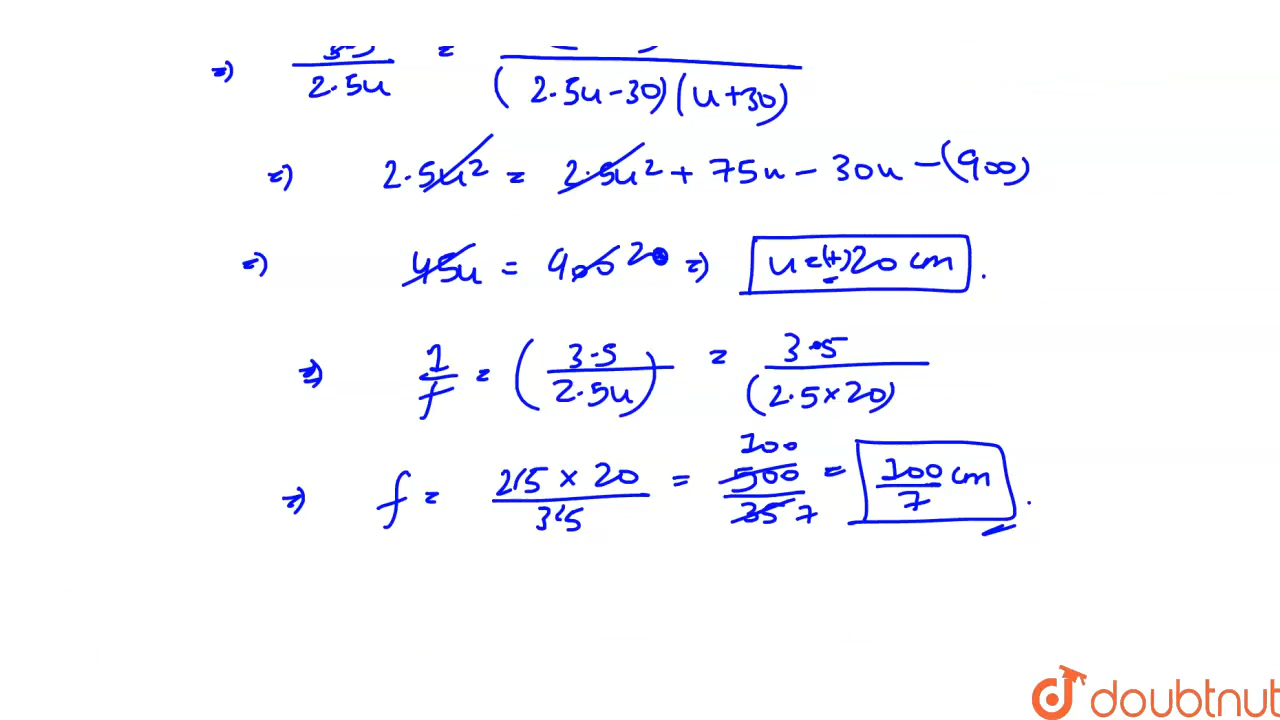 ⇒) 2.5u = (2.5u-30)(u+30)
⇒) 2.5u² = 2.5u² + 75u - 30u - (900)
⇒) 45u = 900 20 ⇒) u=(+)20 cm.
⇒) 1/f = (3.5/2.5u) = 3.5/(2.5×20)
⇒) f = 2.5 × 20/3.5 = 100 500/35 7 = 100/7 cm.
doubtnut